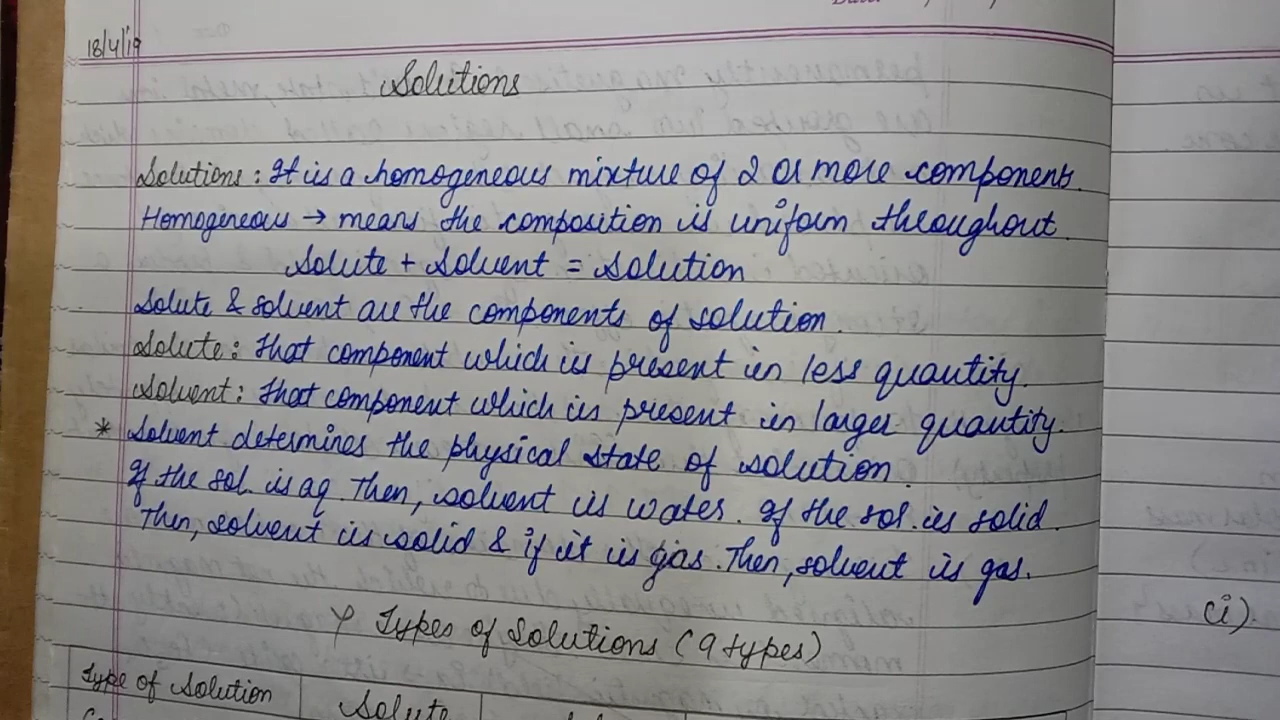 18/4/19
Solutions
Solutions : It is a homogeneous mixture of 2 or more components.
Homogeneous → means the composition is uniform throughout.
Solute + Solvent = Solution
Solute & solvent are the components of solution.
Solute : that component which is present in less quantity.
Solvent : that component which is present in larger quantity.
* Solvent determines the physical state of solution.
If the sol. is aq. then, solvent is water. If the sol. is solid.
Then, solvent is solid & if it is gas. Then, solvent is gas.
Types of Solutions (9 types)
Type of Solution
Solute
(i)